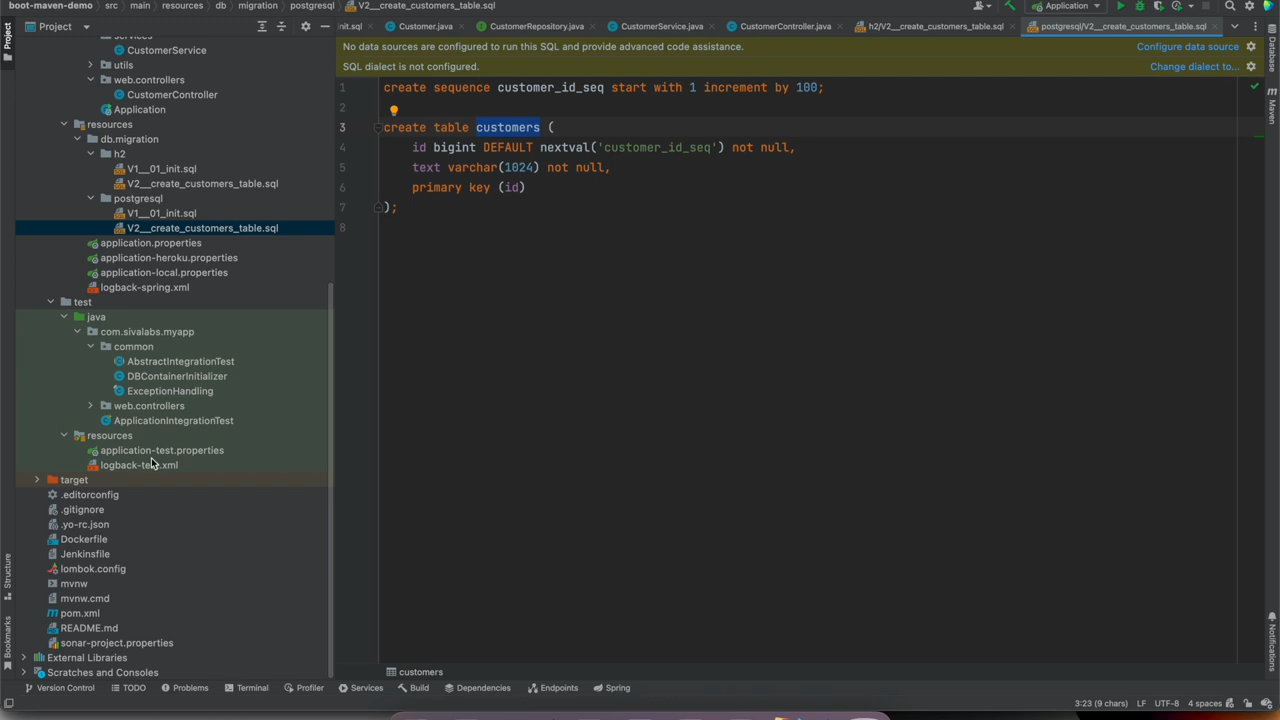 boot-maven-demo src main resources db migration postgresql V2__create_customers_table.sql
Application
Project
init.sql Customer.java CustomerRepository.java CustomerService.java CustomerController.java h2/V2__create_customers_table.sql postgresql/V2__create_customers_table.sql
No data sources are configured to run this SQL and provide advanced code assistance. Configure data source
SQL dialect is not configured. Change dialect to...
1 create sequence customer_id_seq start with 1 increment by 100;
2
3 create table customers (
4 id bigint DEFAULT nextval('customer_id_seq') not null,
5 text varchar(1024) not null,
6 primary key (id)
7 );
8
services
CustomerService
utils
web.controllers
CustomerController
Application
resources
db.migration
h2
V1__01_init.sql
V2__create_customers_table.sql
postgresql
V1__01_init.sql
V2__create_customers_table.sql
application.properties
application-heroku.properties
application-local.properties
logback-spring.xml
test
java
com.sivalabs.myapp
common
AbstractIntegrationTest
DBContainerInitializer
ExceptionHandling
web.controllers
ApplicationIntegrationTest
resources
application-test.properties
logback-test.xml
target
.editorconfig
.gitignore
.yo-rc.json
Dockerfile
Jenkinsfile
lombok.config
mvnw
mvnw.cmd
pom.xml
README.md
sonar-project.properties
External Libraries
Scratches and Consoles
customers
Project
Structure
Bookmarks
Database
m Maven
Notifications
Version Control TODO Problems Terminal Profiler Services Build Dependencies Endpoints Spring
3:23 (9 chars) LF UTF-8 4 spaces